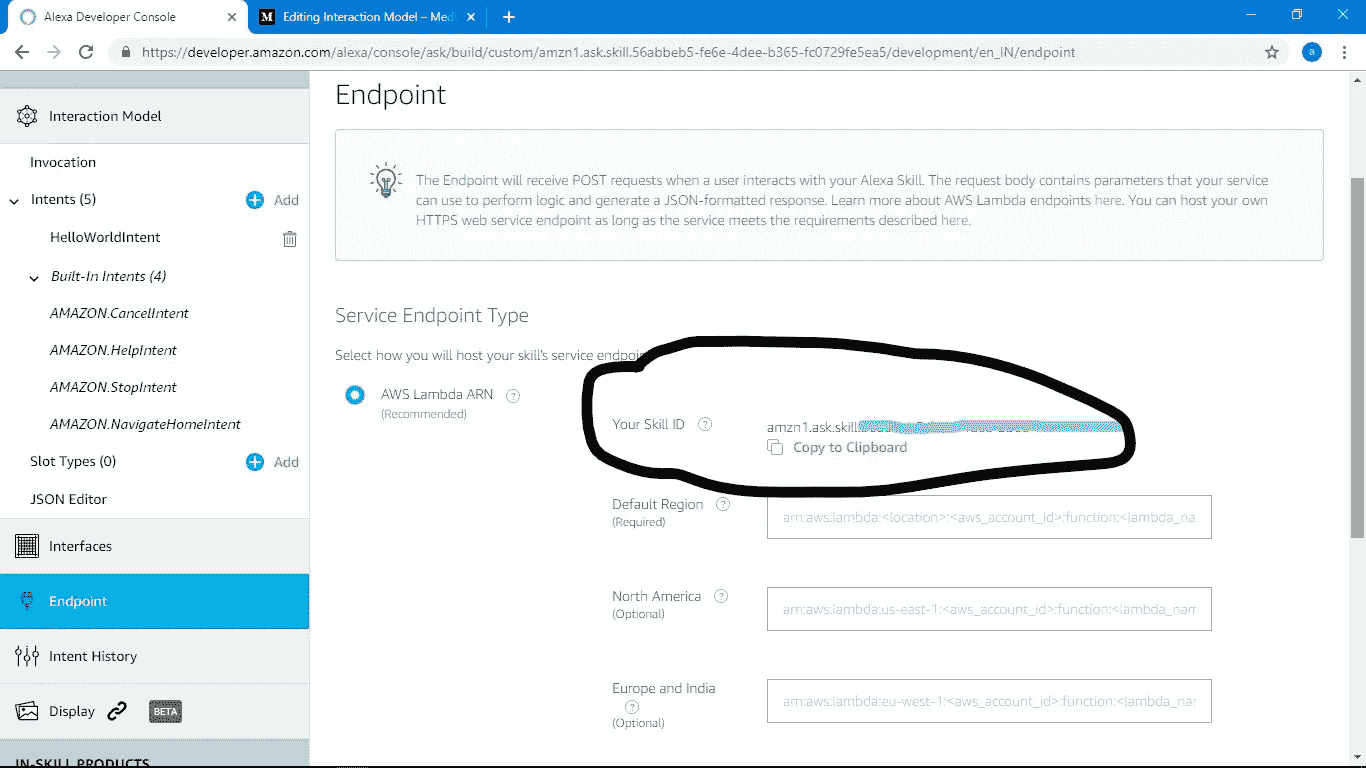 Alexa Developer Console
Editing Interaction Model – Med
https://developer.amazon.com/alexa/console/ask/build/custom/amzn1.ask.skill.56abbeb5-fe6e-4dee-b365-fc0729fe5ea5/development/en_IN/endpoint
a
Interaction Model
Invocation
Intents (5)
Add
HelloWorldIntent
Built-In Intents (4)
AMAZON.CancelIntent
AMAZON.HelpIntent
AMAZON.StopIntent
AMAZON.NavigateHomeIntent
Slot Types (0)
Add
JSON Editor
Interfaces
Endpoint
Intent History
Display
BETA
IN-SKILL PRODUCTS
Endpoint
The Endpoint will receive POST requests when a user interacts with your Alexa Skill. The request body contains parameters that your service
can use to perform logic and generate a JSON-formatted response. Learn more about AWS Lambda endpoints here. You can host your own
HTTPS web service endpoint as long as the service meets the requirements described here.
Service Endpoint Type
Select how you will host your skill's service endpoi
AWS Lambda ARN ?
(Recommended)
Your Skill ID ?
amzn1.ask.skill.
Copy to Clipboard
Default Region ?
(Required)
arn:aws:lambda:<location>:<aws_account_id>:function:<lambda_na
North America ?
(Optional)
arn:aws:lambda:us-east-1:<aws_account_id>:function:<lambda_nam
Europe and India
?
(Optional)
arn:aws:lambda:eu-west-1:<aws_account_id>:function:<lambda_nam